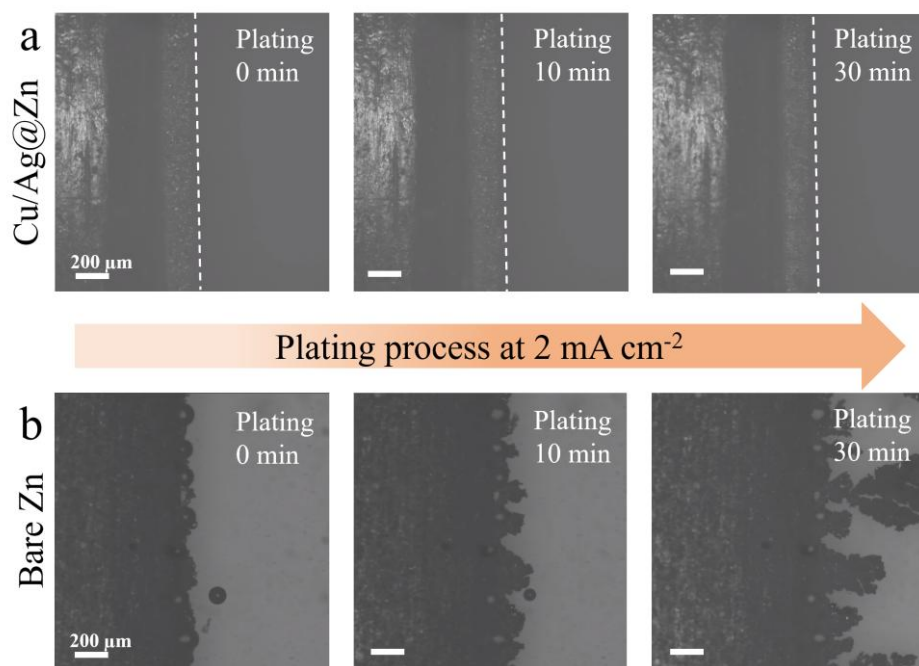 a
Cu/Ag@Zn
Plating
0 min
200 µm
Plating
10 min
Plating
30 min
Plating process at 2 mA cm⁻²
b
Bare Zn
Plating
0 min
200 µm
Plating
10 min
Plating
30 min